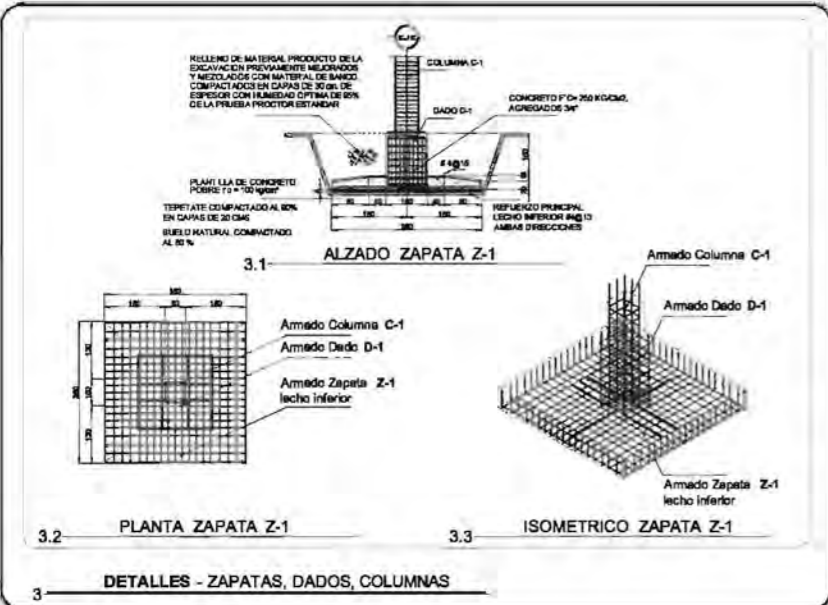 EJE
RELLENO DE MATERIAL PRODUCTO DE LA
EXCAVACION PREVIAMENTE MEJORADOS
Y MEZCLADOS CON MATERIAL DE BANCO,
COMPACTADOS EN CAPAS DE 30 cm. DE
ESPESOR CON HUMEDAD OPTIMA DE 95%
DE LA PRUEBA PROCTOR ESTANDAR
COLUMNA C-1
DADO D-1
CONCRETO F'C= 250 KG/CM2,
AGREGADOS 3/4"
PLANTILLA DE CONCRETO
POBRE f'c = 100 kg/cm²
TEPETATE COMPACTADO AL 90%
EN CAPAS DE 20 CMS
SUELO NATURAL COMPACTADO
AL 80 %
REFUERZO PRINCIPAL
LECHO INFERIOR #4@13
AMBAS DIRECCIONES
3.1 ALZADO ZAPATA Z-1
Armado Columna C-1
Armado Dado D-1
Armado Zapata Z-1
lecho inferior
3.2 PLANTA ZAPATA Z-1
Armado Columna C-1
Armado Dado D-1
Armado Zapata Z-1
lecho inferior
3.3 ISOMETRICO ZAPATA Z-1
3 DETALLES - ZAPATAS, DADOS, COLUMNAS